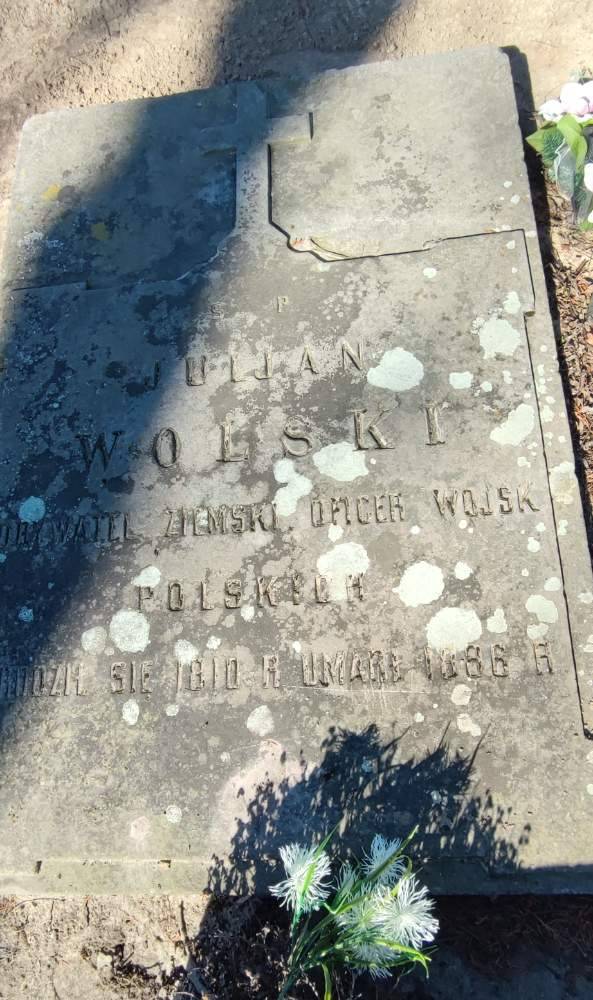 S P
JULJAN
WOLSKI
OBYWATEL ZIEMSKI OFICER WOJSK
POLSKICH
RODZIŁ SIE 1810 R UMARŁ 1886 R